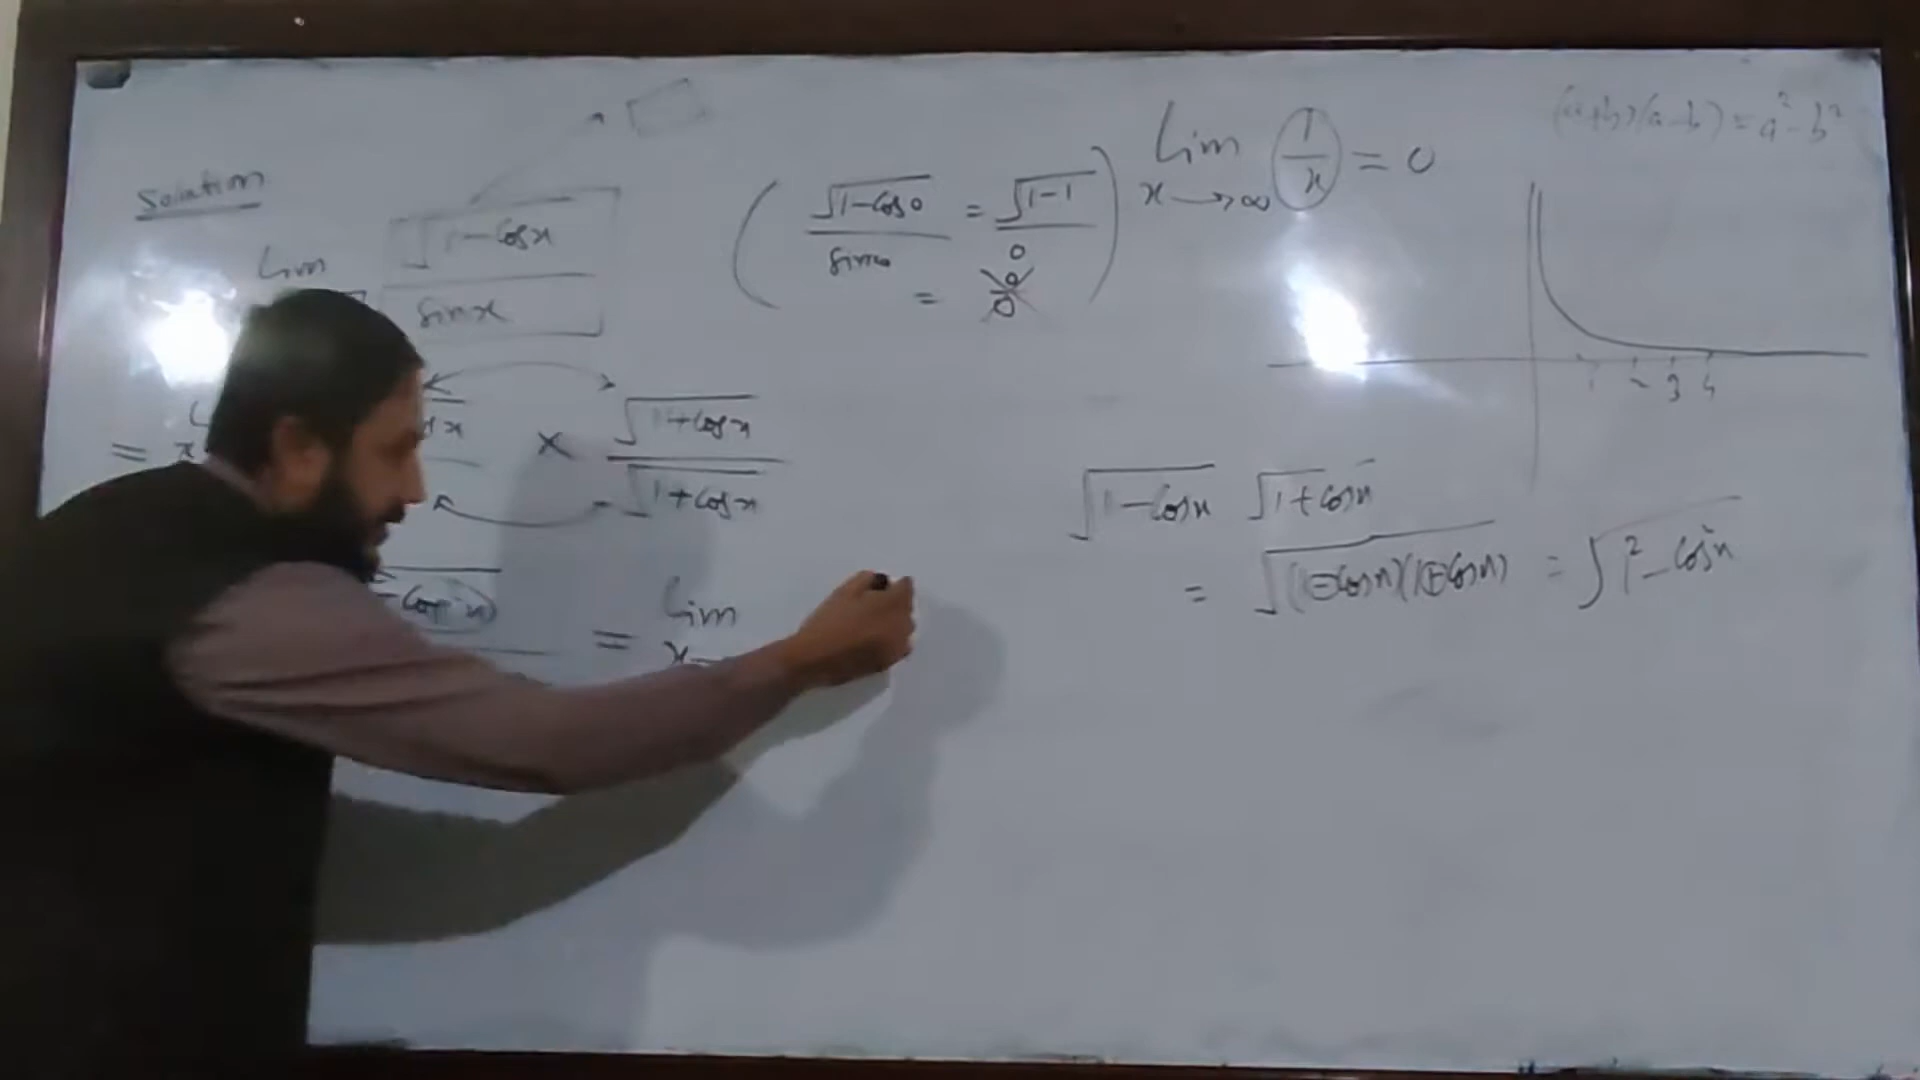 Solution
Lim √1-Cosx / Sinx
( √1-Cos0 / Sin0 = √1-1 / 0
= 0/0 )
Lim x→∞ 1/x = 0
(a+b)(a-b) = a²-b²
1 2 3 4
= × √1+Cosx / √1+Cosx
√1-Cosx √1+Cosx
= √(1-Cosx)(1+Cosx) = √1²-Cos²x
-Cos²x = Lim x